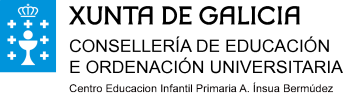 XUNTA DE GALICIA
CONSELLERÍA DE EDUCACIÓN
E ORDENACIÓN UNIVERSITARIA
Centro Educacion Infantil Primaria A. Ínsua Bermúdez